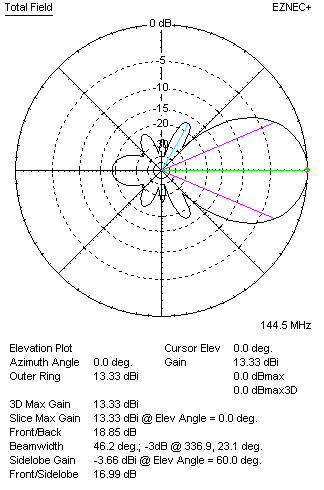 Total Field EZNEC+
0 dB
-5
-10
-15
-20
-30
144.5 MHz
Elevation Plot Cursor Elev 0.0 deg.
Azimuth Angle 0.0 deg. Gain 13.33 dBi
Outer Ring 13.33 dBi 0.0 dBmax
0.0 dBmax3D
3D Max Gain 13.33 dBi
Slice Max Gain 13.33 dBi @ Elev Angle = 0.0 deg.
Front/Back 18.85 dB
Beamwidth 46.2 deg.; -3dB @ 336.9, 23.1 deg.
Sidelobe Gain -3.66 dBi @ Elev Angle = 60.0 deg.
Front/Sidelobe 16.99 dB